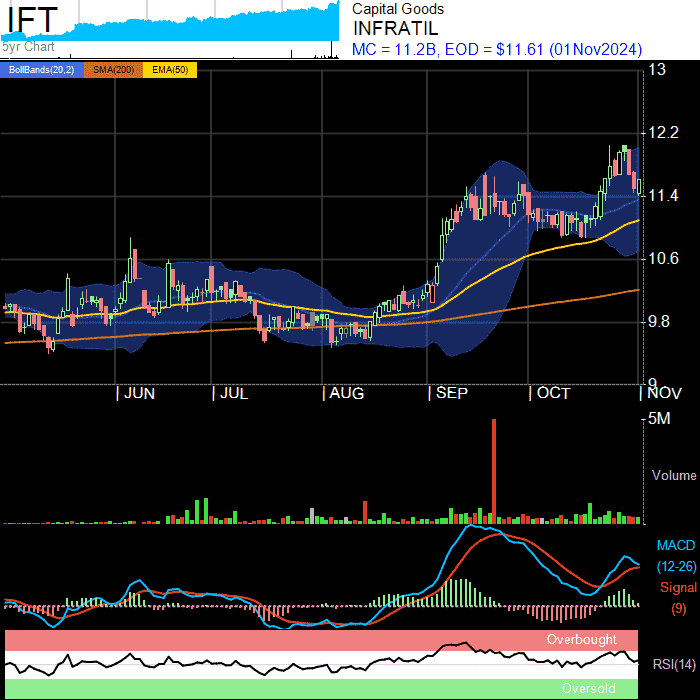 IFT
5yr Chart
Capital Goods
INFRATIL
MC = 11.2B, EOD = $11.61 (01Nov2024)
BollBands(20,2) SMA(200) EMA(50)
13
12.2
11.4
10.6
9.8
9
JUN JUL AUG SEP OCT NOV
5M
Volume
MACD
(12-26)
Signal
(9)
Overbought
RSI(14)
Oversold